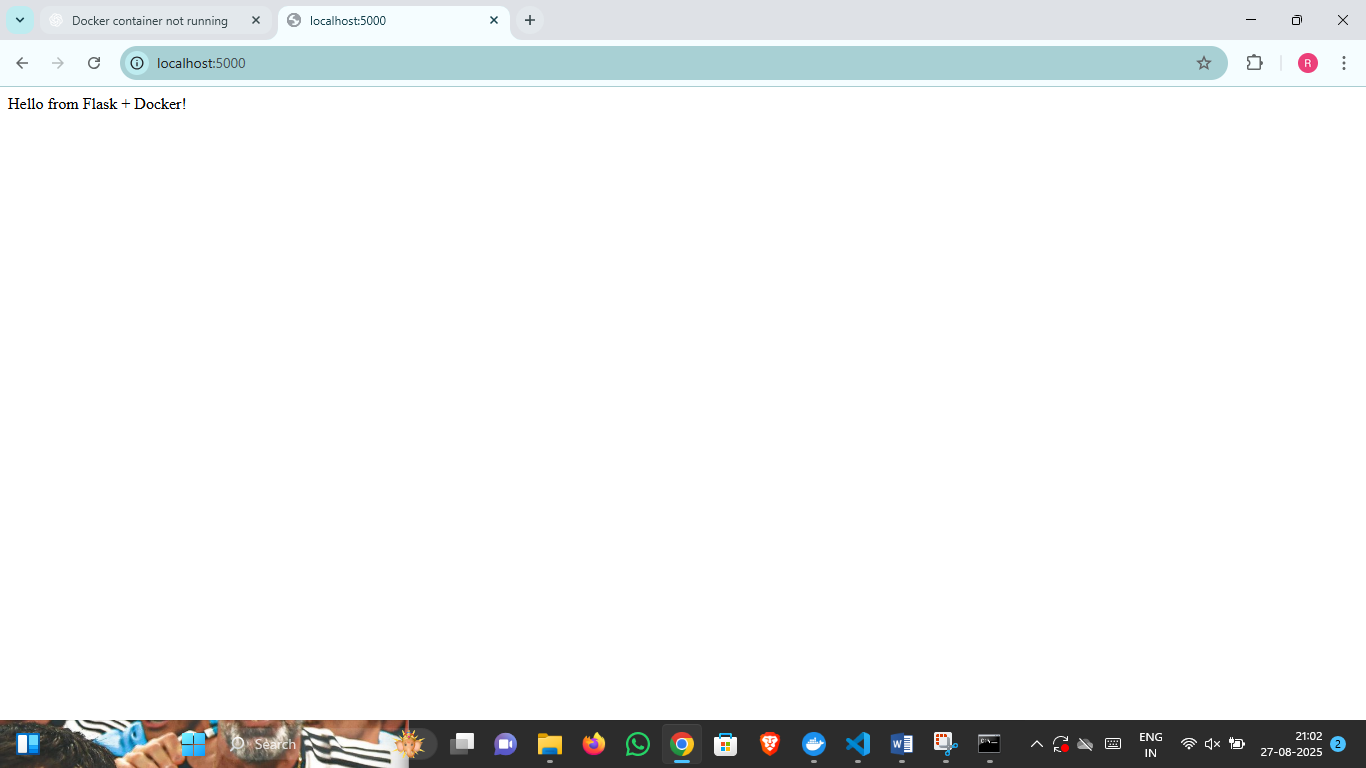 Docker container not running
localhost:5000
localhost:5000
R
Hello from Flask + Docker!
Search
ENG
IN
21:02
27-08-2025
2